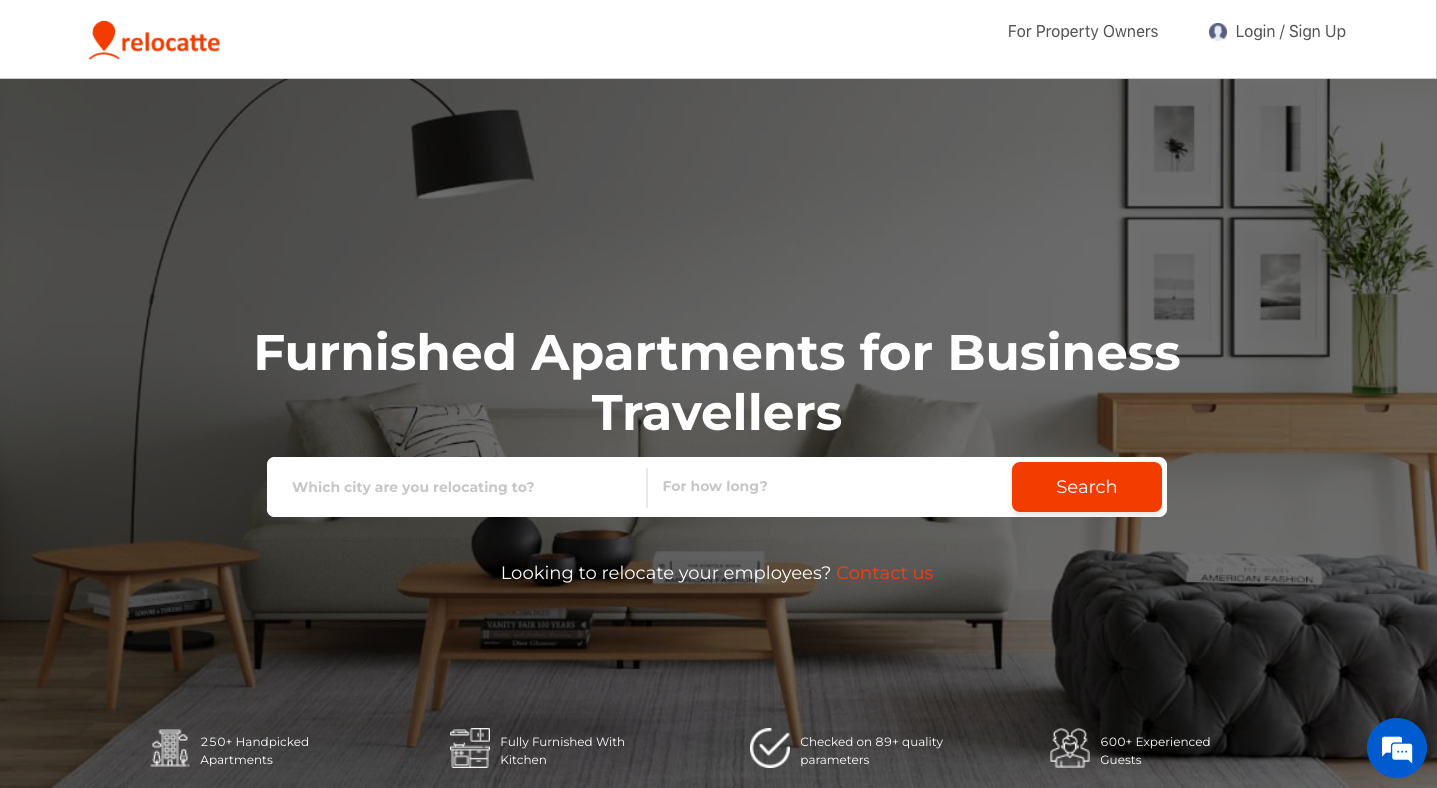 relocatte
For Property Owners
Login / Sign Up
Furnished Apartments for Business
Travellers
Which city are you relocating to?
For how long?
Search
Looking to relocate your employees? Contact us
AMERICAN FASHION
VANITY FAIR 100 YEARS
250+ Handpicked
Apartments
Fully Furnished With
Kitchen
Checked on 89+ quality
parameters
600+ Experienced
Guests